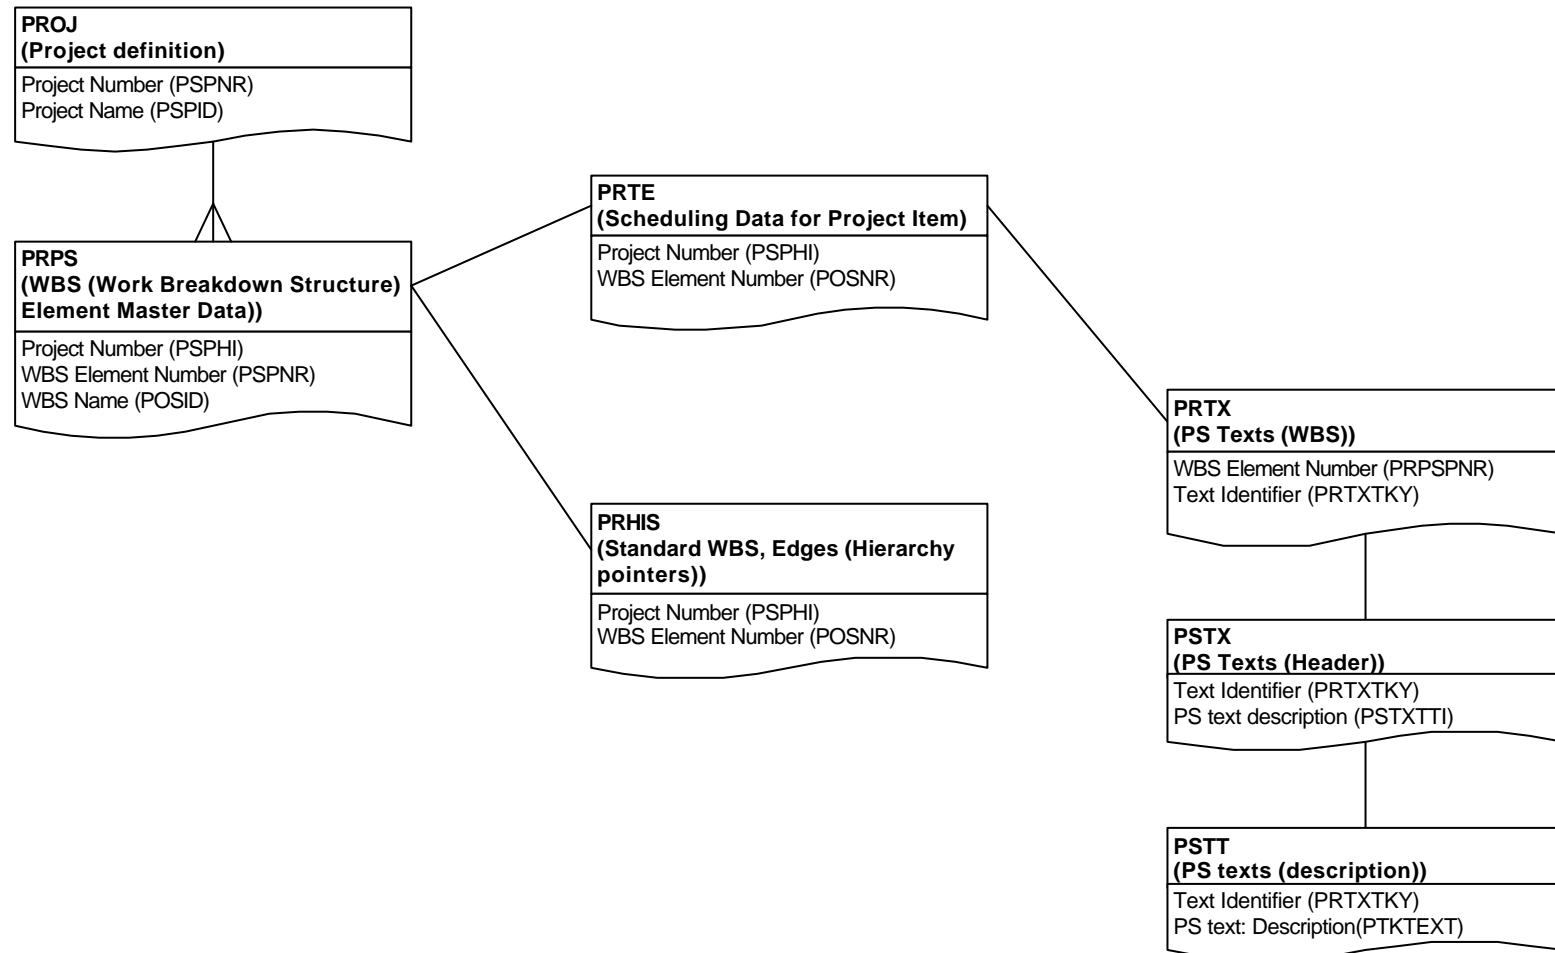 PROJ
(Project definition)
Project Number (PSPNR)
Project Name (PSPID)
PRPS
(WBS (Work Breakdown Structure)
Element Master Data))
Project Number (PSPHI)
WBS Element Number (PSPNR)
WBS Name (POSID)
PRTE
(Scheduling Data for Project Item)
Project Number (PSPHI)
WBS Element Number (POSNR)
PRHIS
(Standard WBS, Edges (Hierarchy
pointers))
Project Number (PSPHI)
WBS Element Number (POSNR)
PRTX
(PS Texts (WBS))
WBS Element Number (PRPSPNR)
Text Identifier (PRTXTKY)
PSTX
(PS Texts (Header))
Text Identifier (PRTXTKY)
PS text description (PSTXTTI)
PSTT
(PS texts (description))
Text Identifier (PRTXTKY)
PS text: Description(PTKTEXT)